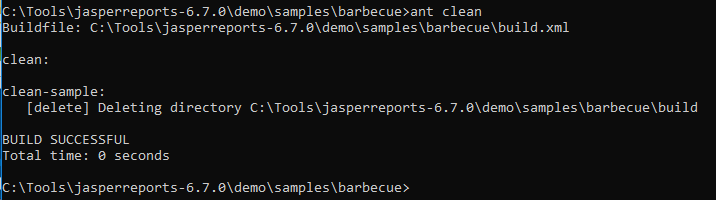 C:\Tools\jasperreports-6.7.0\demo\samples\barbecue>ant clean
Buildfile: C:\Tools\jasperreports-6.7.0\demo\samples\barbecue\build.xml
clean:
clean-sample:
[delete] Deleting directory C:\Tools\jasperreports-6.7.0\demo\samples\barbecue\build
BUILD SUCCESSFUL
Total time: 0 seconds
C:\Tools\jasperreports-6.7.0\demo\samples\barbecue>